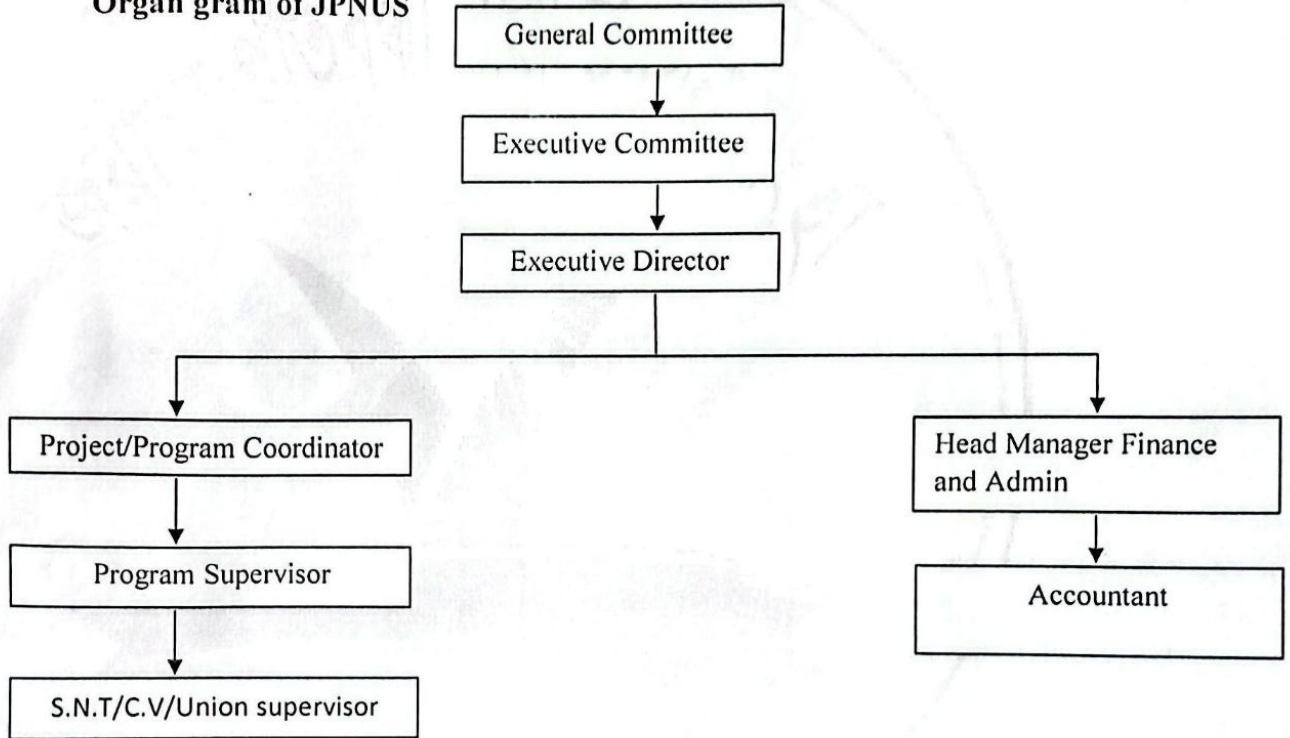 Organ gram of JPNUS
General Committee
Executive Committee
Executive Director
Project/Program Coordinator
Head Manager Finance
and Admin
Program Supervisor
Accountant
S.N.T/C.V/Union supervisor